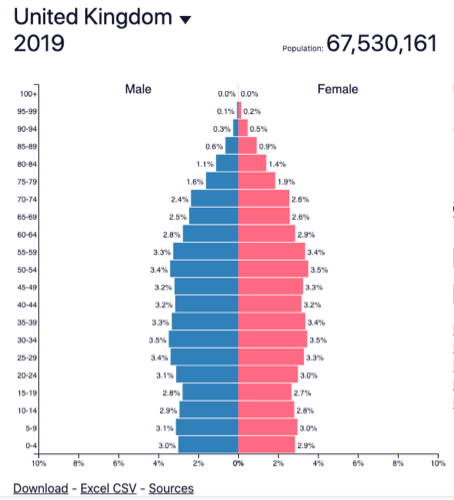 United Kingdom
2019
Population: 67,530,161
Male Female
100+ 0.0% 0.0%
95-99 0.1% 0.2%
90-94 0.3% 0.5%
85-89 0.6% 0.9%
80-84 1.1% 1.4%
75-79 1.6% 1.9%
70-74 2.4% 2.6%
65-69 2.5% 2.6%
60-64 2.8% 2.9%
55-59 3.3% 3.4%
50-54 3.4% 3.5%
45-49 3.2% 3.3%
40-44 3.2% 3.2%
35-39 3.3% 3.4%
30-34 3.5% 3.5%
25-29 3.4% 3.3%
20-24 3.1% 3.0%
15-19 2.8% 2.7%
10-14 2.9% 2.8%
5-9 3.1% 3.0%
0-4 3.0% 2.9%
10% 8% 6% 4% 2% 0% 2% 4% 6% 8% 10%
Download - Excel CSV - Sources